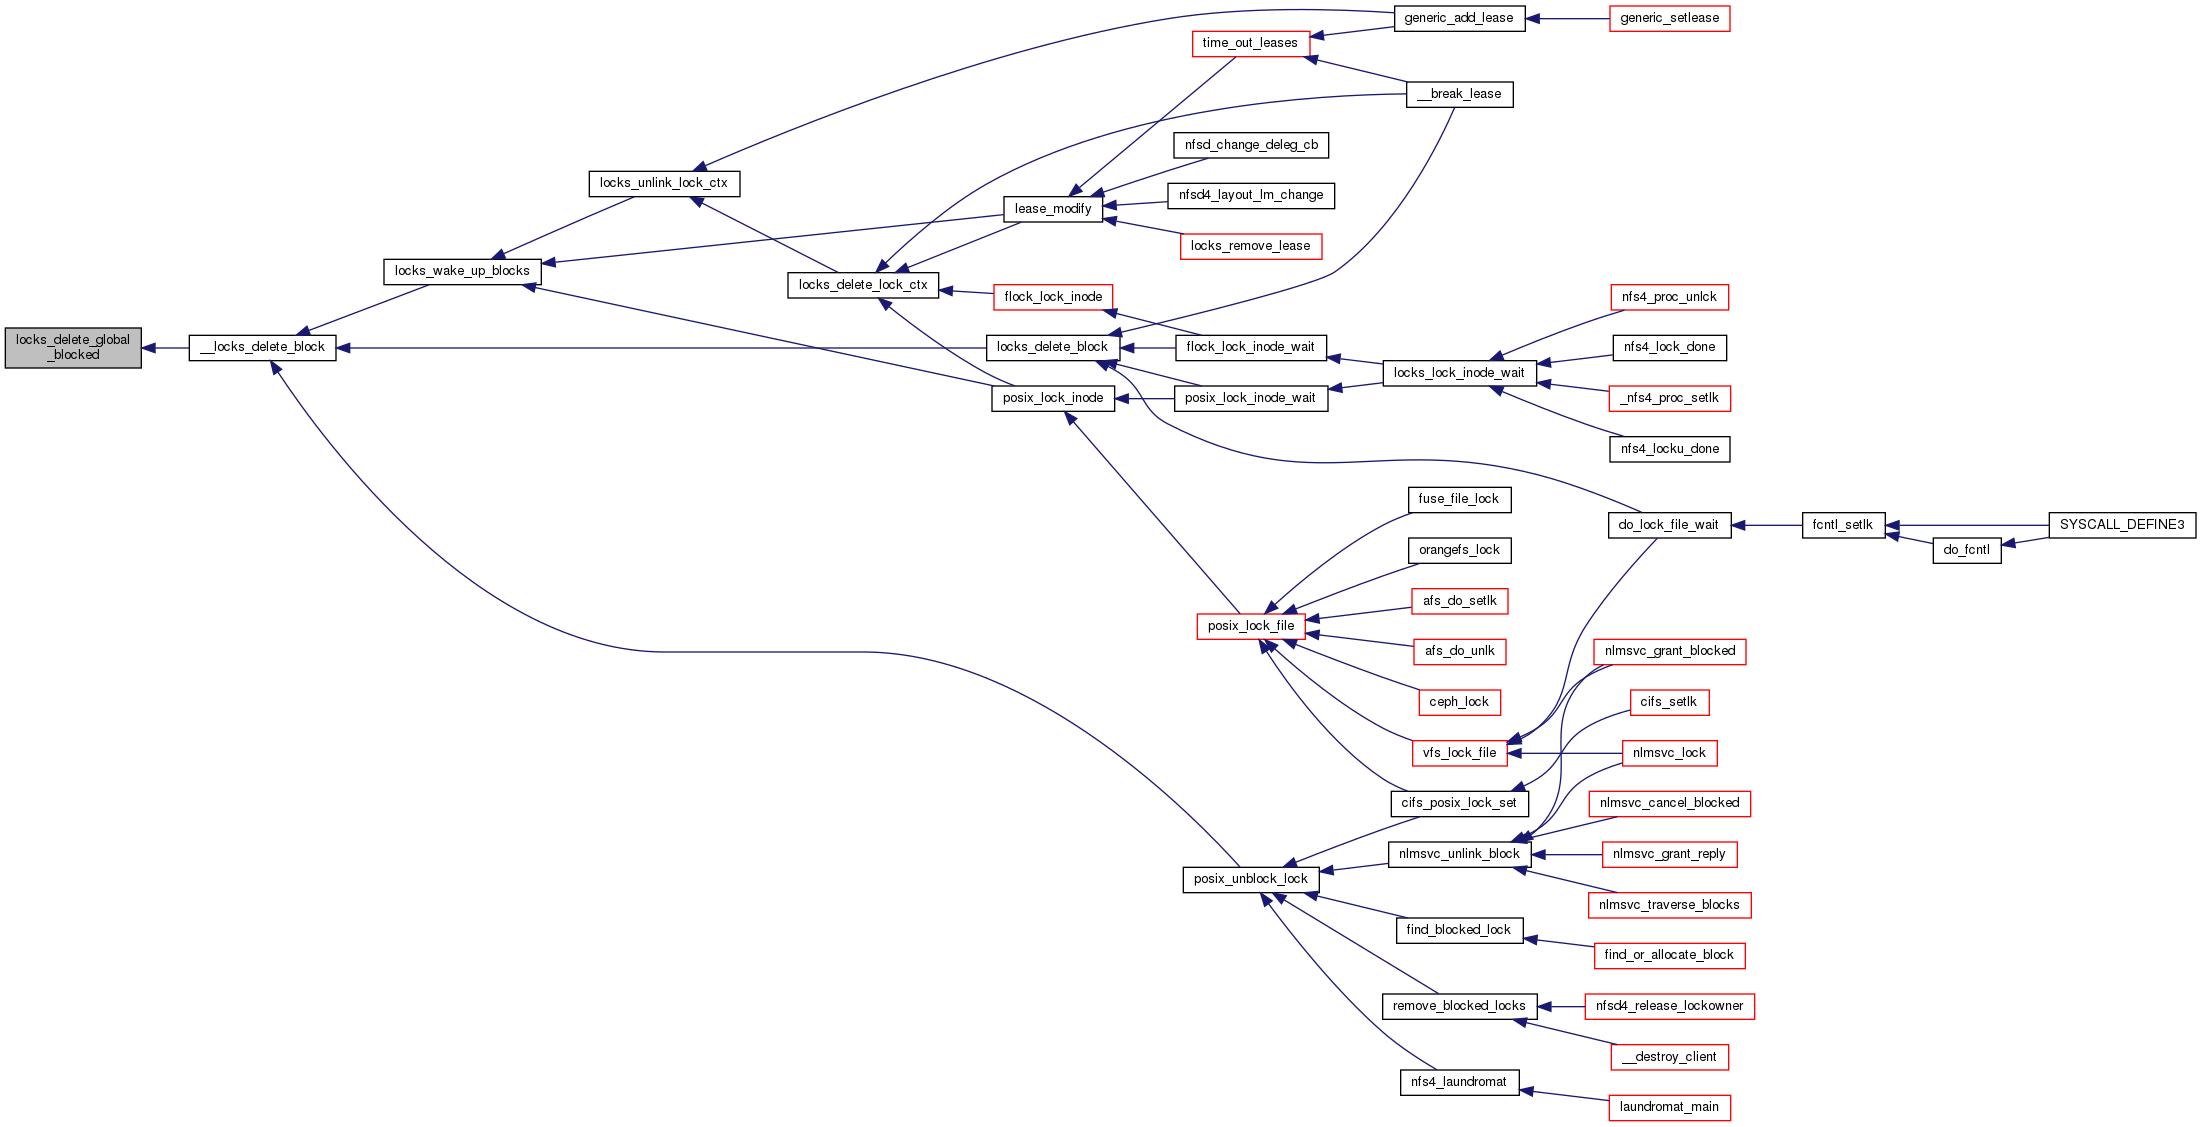 generic_add_lease
generic_setlease
time_out_leases
__break_lease
nfsd_change_deleg_cb
locks_unlink_lock_ctx
nfsd4_layout_lm_change
lease_modify
locks_remove_lease
locks_wake_up_blocks
locks_delete_lock_ctx
flock_lock_inode
nfs4_proc_unlck
locks_delete_global
_blocked
__locks_delete_block
locks_delete_block
flock_lock_inode_wait
nfs4_lock_done
locks_lock_inode_wait
posix_lock_inode
posix_lock_inode_wait
_nfs4_proc_setlk
nfs4_locku_done
fuse_file_lock
do_lock_file_wait
fcntl_setlk
SYSCALL_DEFINE3
orangefs_lock
do_fcntl
afs_do_setlk
posix_lock_file
afs_do_unlk
nlmsvc_grant_blocked
ceph_lock
cifs_setlk
vfs_lock_file
nlmsvc_lock
cifs_posix_lock_set
nlmsvc_cancel_blocked
nlmsvc_unlink_block
nlmsvc_grant_reply
posix_unblock_lock
nlmsvc_traverse_blocks
find_blocked_lock
find_or_allocate_block
remove_blocked_locks
nfsd4_release_lockowner
__destroy_client
nfs4_laundromat
laundromat_main